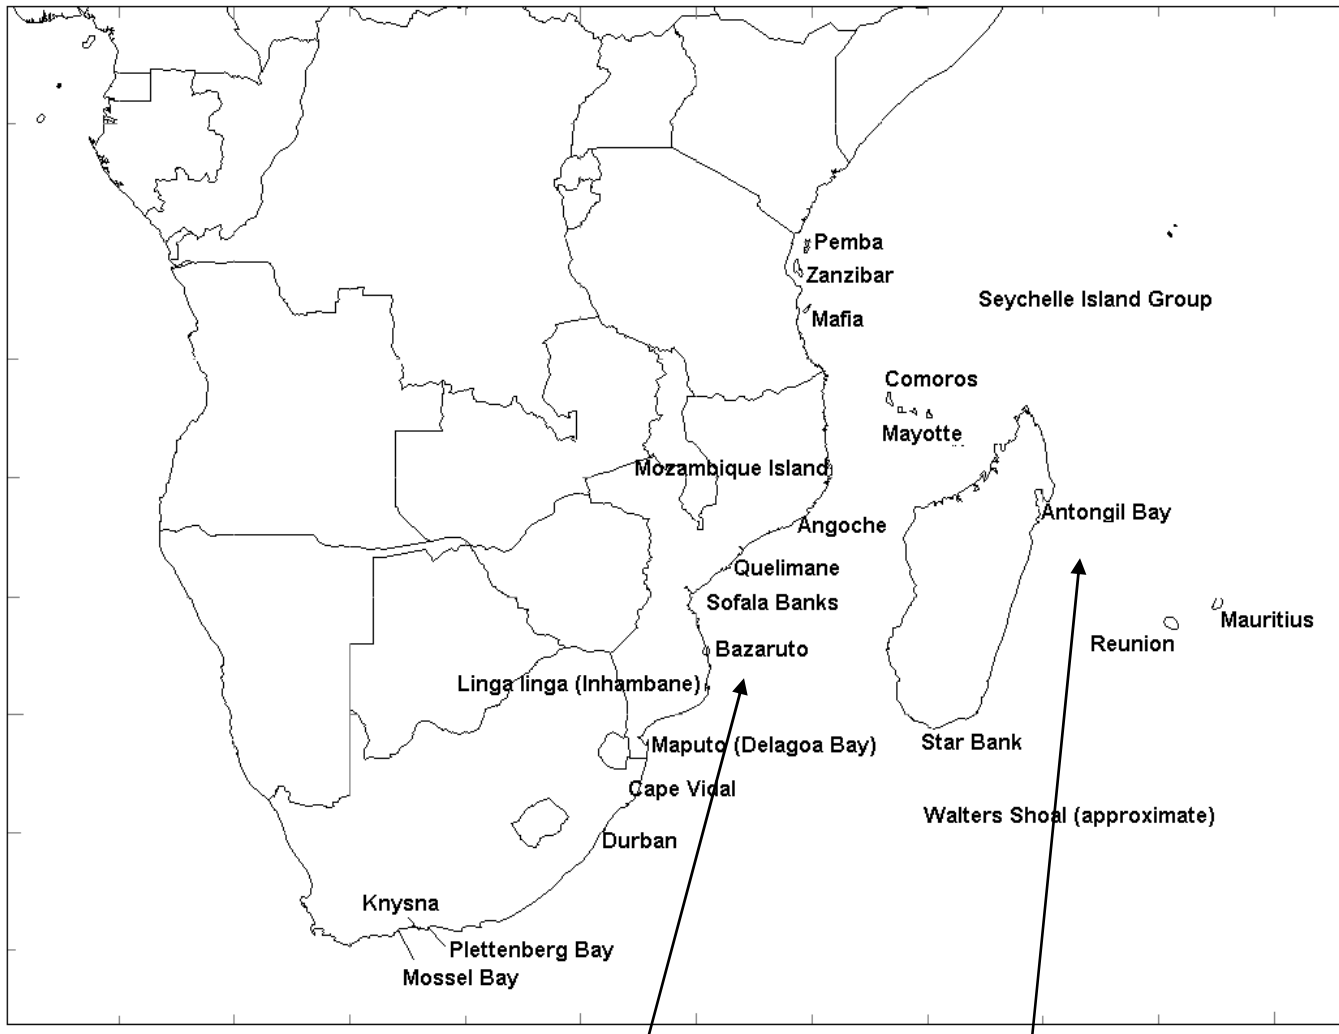 Pemba
Zanzibar
Seychelle Island Group
Mafia
Comoros
Mayotte
Mozambique Island
Antongil Bay
Angoche
Quelimane
Sofala Banks
Mauritius
Reunion
Bazaruto
Linga linga (Inhambane)
Star Bank
Maputo (Delagoa Bay)
Cape Vidal
Walters Shoal (approximate)
Durban
Knysna
Plettenberg Bay
Mossel Bay